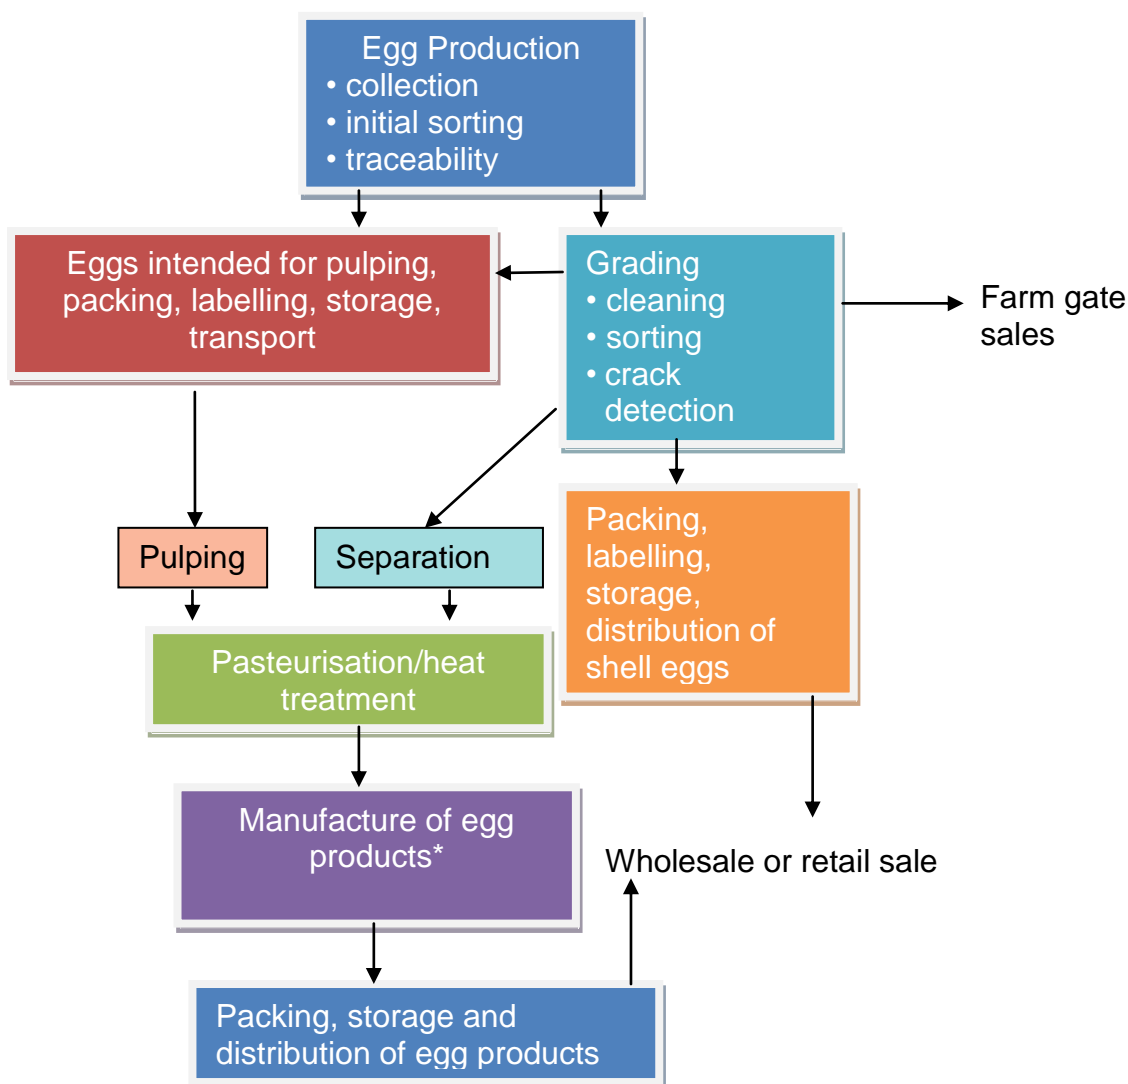 Egg Production
• collection
• initial sorting
• traceability
Eggs intended for pulping,
packing, labelling, storage,
transport
Grading
• cleaning
• sorting
• crack
detection
Farm gate
sales
Pulping
Separation
Packing,
labelling,
storage,
distribution of
shell eggs
Pasteurisation/heat
treatment
Manufacture of egg
products*
Wholesale or retail sale
Packing, storage and
distribution of egg products